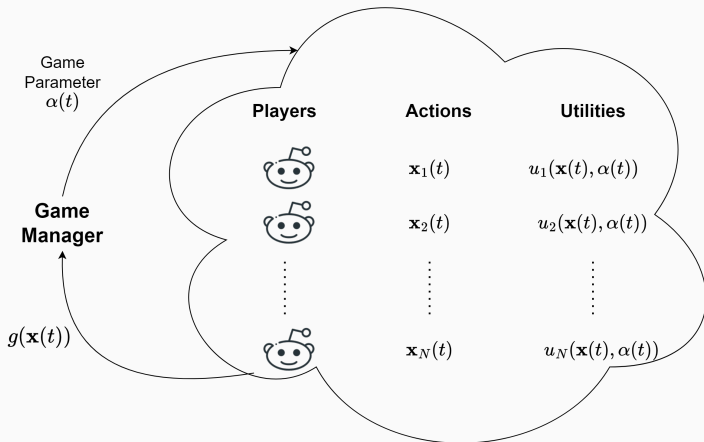 Game
Parameter
α(t)
Players Actions Utilities
x₁(t) u₁(x(t), α(t))
Game
Manager
x₂(t) u₂(x(t), α(t))
g(x(t))
x_N(t) u_N(x(t), α(t))